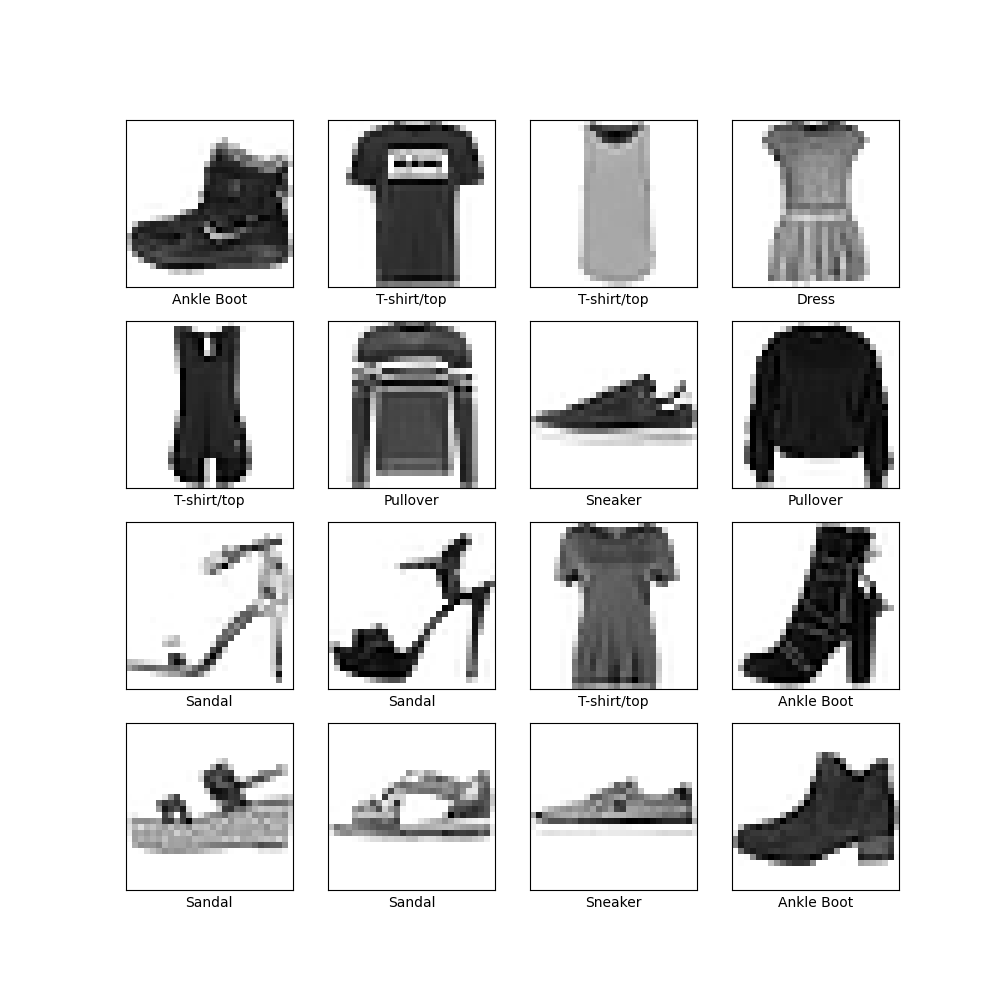 Ankle Boot
T-shirt/top
T-shirt/top
Dress
T-shirt/top
Pullover
Sneaker
Pullover
Sandal
Sandal
T-shirt/top
Ankle Boot
Sandal
Sandal
Sneaker
Ankle Boot